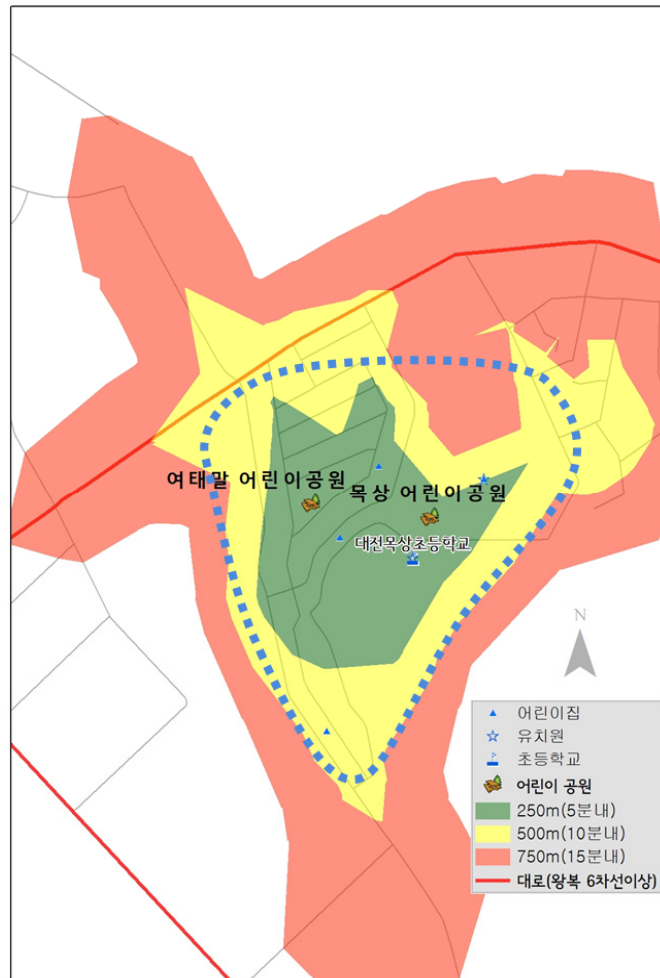 여태말 어린이공원
목상 어린이공원
대전목상초등학교
N
어린이집
유치원
초등학교
어린이 공원
250m(5분내)
500m(10분내)
750m(15분내)
대로(왕복 6차선이상)